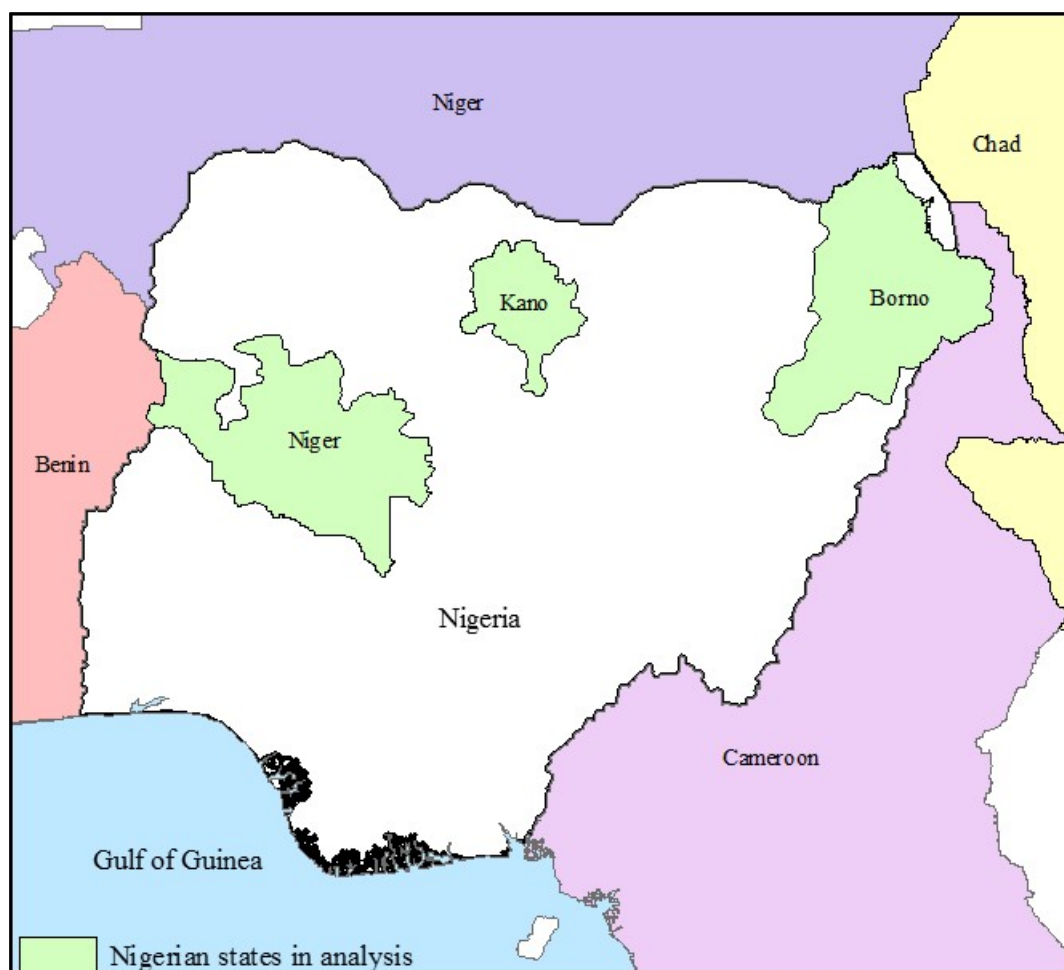 Niger
Chad
Kano
Borno
Niger
Benin
Nigeria
Cameroon
Gulf of Guinea
Nigerian states in analysis